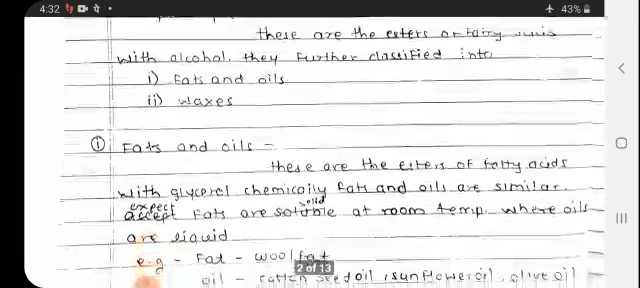 4:32 43%
these are the esters of fatty
with alcohol. they further classified into
i) Fats and oils
ii) waxes
① Fats and oils -
these are the esters of fatty acids
with glycerol chemically fats and oils are similar.
expect solid
accept Fats are soluble at room temp. where oils
are liquid
e.g - Fat - wool fat
2 of 13
oil - seed oil, sunflower oil, olive oil